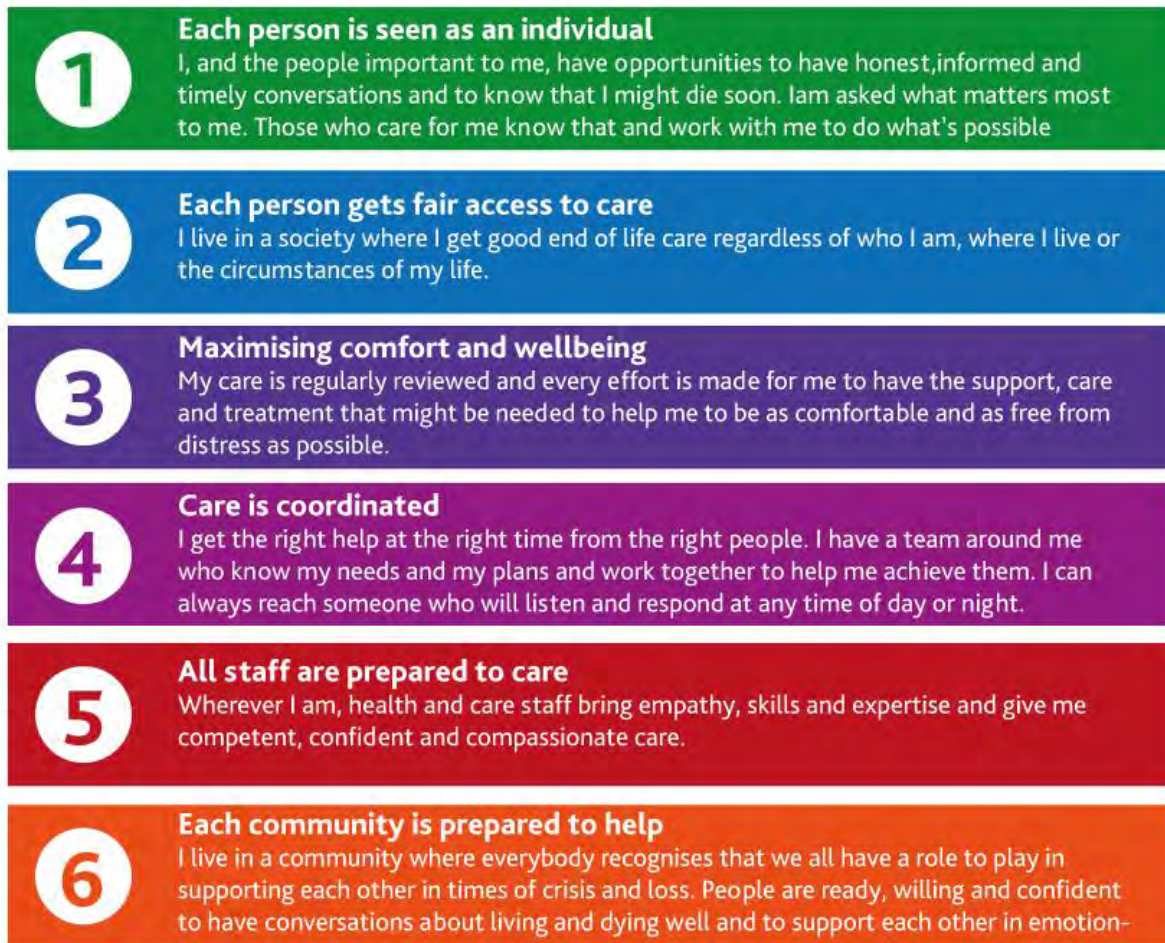 1
Each person is seen as an individual
I, and the people important to me, have opportunities to have honest,informed and
timely conversations and to know that I might die soon. Iam asked what matters most
to me. Those who care for me know that and work with me to do what's possible
2
Each person gets fair access to care
I live in a society where I get good end of life care regardless of who I am, where I live or
the circumstances of my life.
3
Maximising comfort and wellbeing
My care is regularly reviewed and every effort is made for me to have the support, care
and treatment that might be needed to help me to be as comfortable and as free from
distress as possible.
4
Care is coordinated
I get the right help at the right time from the right people. I have a team around me
who know my needs and my plans and work together to help me achieve them. I can
always reach someone who will listen and respond at any time of day or night.
5
All staff are prepared to care
Wherever I am, health and care staff bring empathy, skills and expertise and give me
competent, confident and compassionate care.
6
Each community is prepared to help
I live in a community where everybody recognises that we all have a role to play in
supporting each other in times of crisis and loss. People are ready, willing and confident
to have conversations about living and dying well and to support each other in emotion-